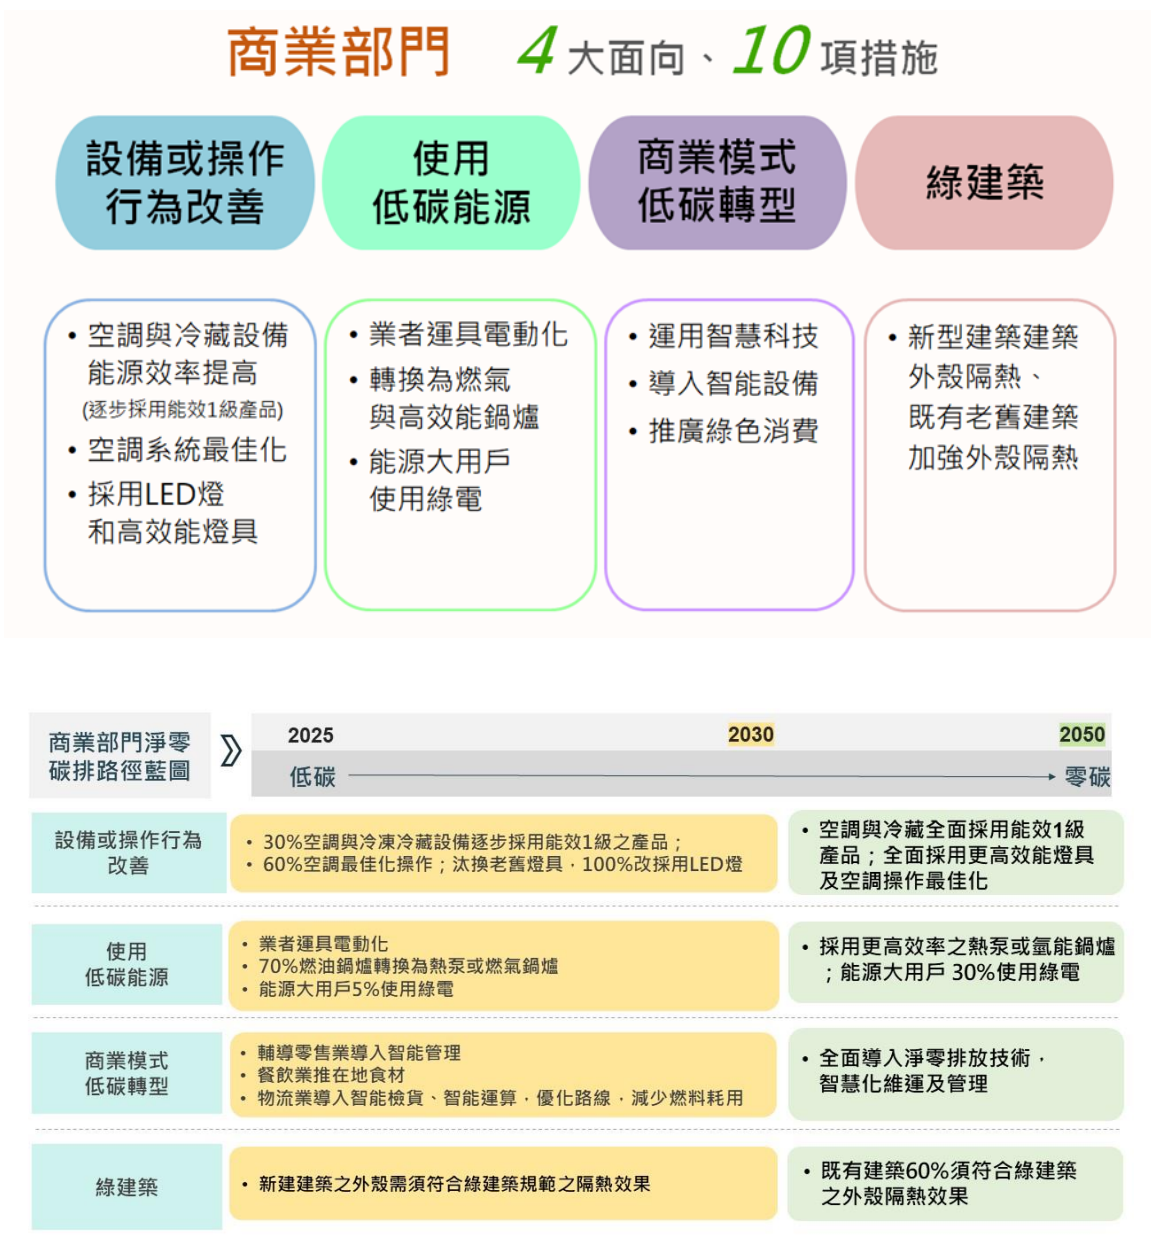 商業部門 4大面向、10項措施
設備或操作
行為改善
使用
低碳能源
商業模式
低碳轉型
綠建築
• 空調與冷藏設備
能源效率提高
(逐步採用能效1級產品)
• 空調系統最佳化
• 採用LED燈
和高效能燈具
• 業者運具電動化
• 轉換為燃氣
與高效能鍋爐
• 能源大用戶
使用綠電
• 運用智慧科技
• 導入智能設備
• 推廣綠色消費
• 新型建築建築
外殼隔熱、
既有老舊建築
加強外殼隔熱
商業部門淨零
碳排路徑藍圖
2025 2030 2050
低碳 零碳
設備或操作行為
改善
• 30%空調與冷凍冷藏設備逐步採用能效1級之產品；
• 60%空調最佳化操作；汰換老舊燈具，100%改採用LED燈
• 空調與冷藏全面採用能效1級
產品；全面採用更高效能燈具
及空調操作最佳化
使用
低碳能源
• 業者運具電動化
• 70%燃油鍋爐轉換為熱泵或燃氣鍋爐
• 能源大用戶5%使用綠電
• 採用更高效率之熱泵或氫能鍋爐
；能源大用戶 30%使用綠電
商業模式
低碳轉型
• 輔導零售業導入智能管理
• 餐飲業推在地食材
• 物流業導入智能檢貨、智能運算，優化路線，減少燃料耗用
• 全面導入淨零排放技術，
智慧化維運及管理
綠建築
• 新建建築之外殼需須符合綠建築規範之隔熱效果
• 既有建築60%須符合綠建築
之外殼隔熱效果